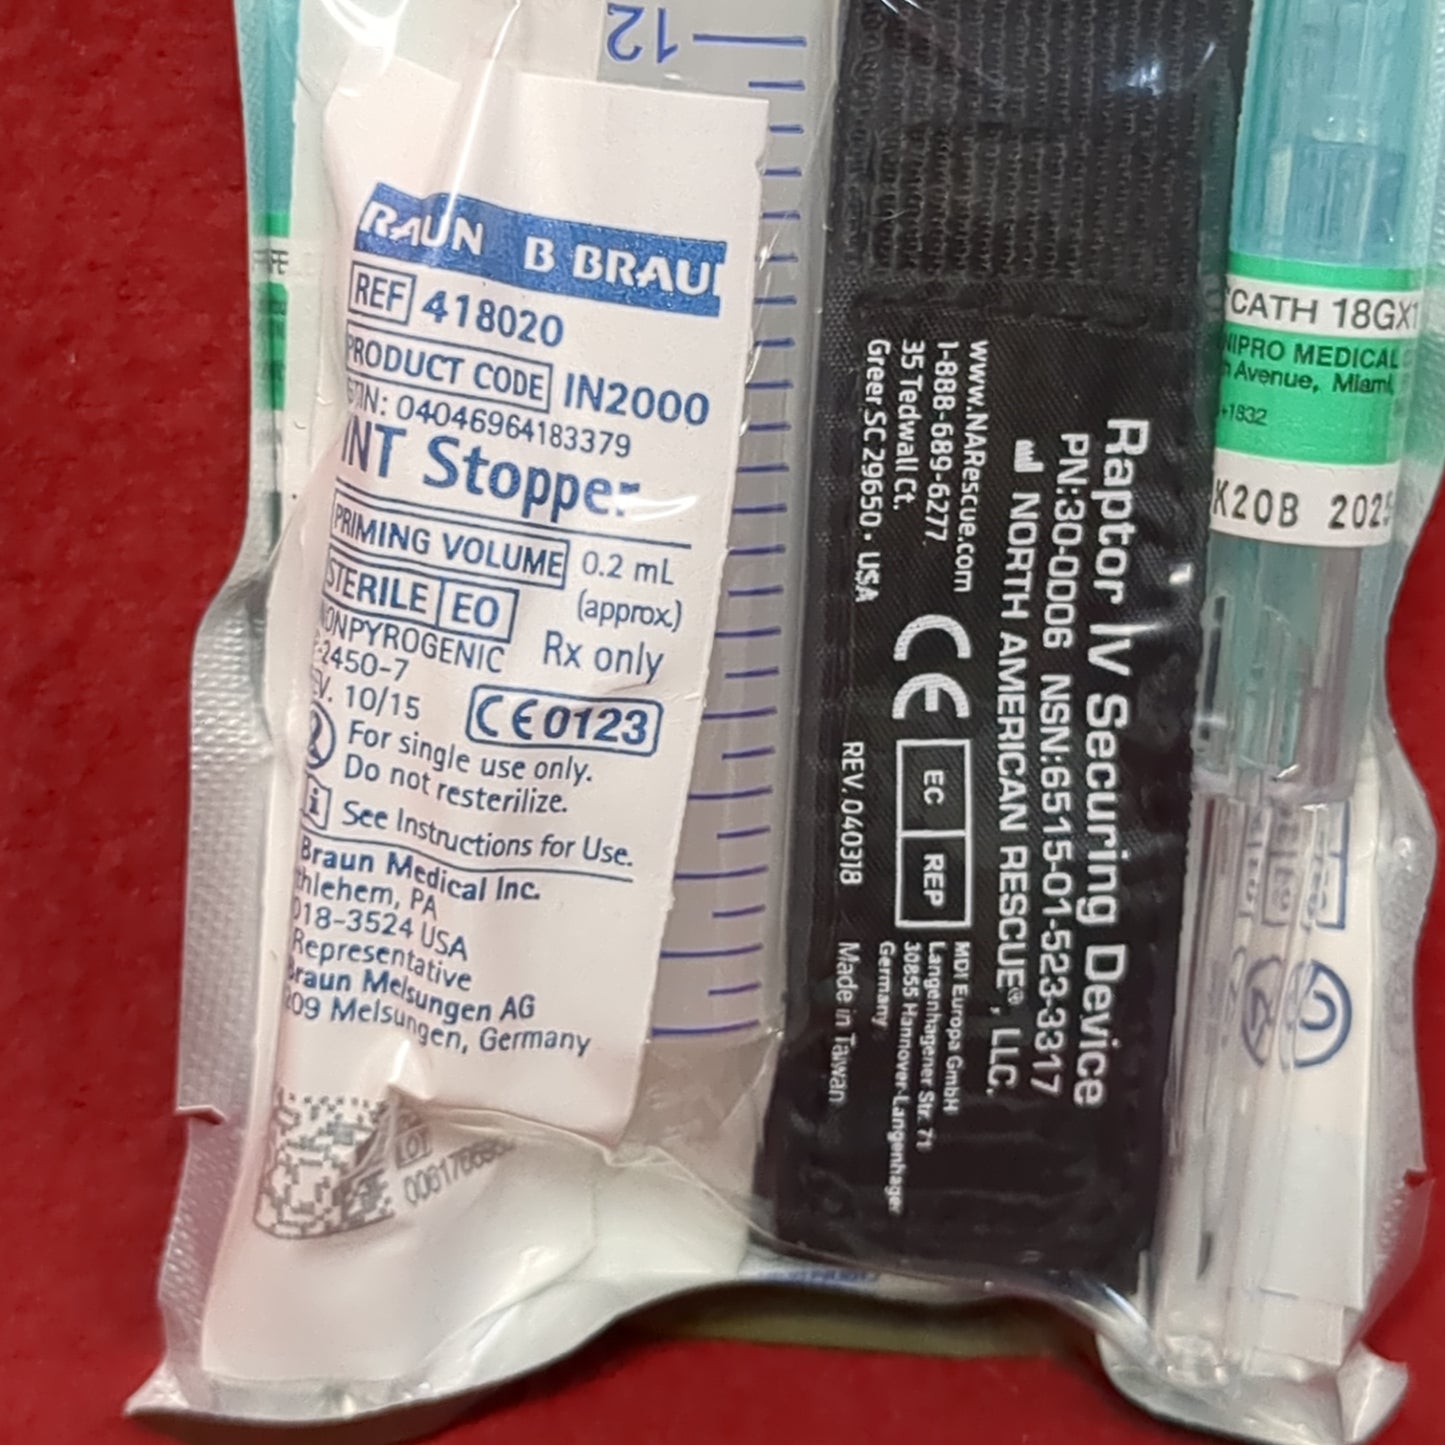 12
RAUN B BRAU
REF 418020
PRODUCT CODE IN2000
TIN: 04046964183379
INT Stopper
PRIMING VOLUME 0.2 mL
(approx.)
STERILE EO
NONPYROGENIC Rx only
-2450-7
V. 10/15
CE0123
For single use only.
Do not resterilize.
See Instructions for Use.
Braun Medical Inc.
thlehem, PA
018-3524 USA
Representative
Braun Melsungen AG
209 Melsungen, Germany
LOT
Raptor IV Securing Device
PN:30-0006 NSN:6515-01-523-3317
NORTH AMERICAN RESCUE®, LLC.
www.NARescue.com
1-888-689-6277
35 Tedwall Ct.
Greer SC 29650 • USA
CE
EC REP
MDI Europa GmbH
Langenhagener Str. 71
30855 Hannover-Langenhagen
Germany
REV. 040318
Made in Taiwan
CATH 18GX1
NIPRO MEDICAL
h Avenue, Miami,
+1832
K20B 2025